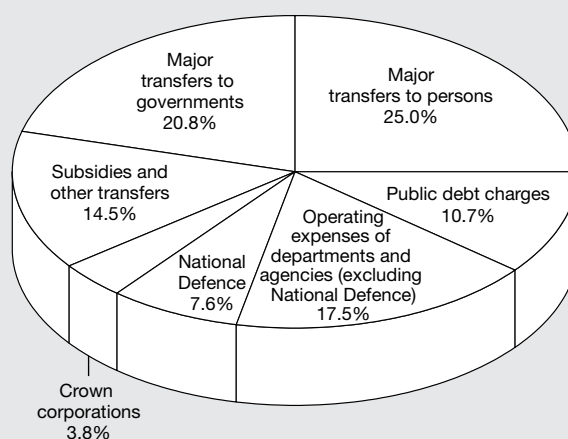 Major
transfers to
governments
20.8%
Major
transfers to persons
25.0%
Subsidies and
other transfers
14.5%
Public debt charges
10.7%
Operating
expenses of
departments and
agencies (excluding
National Defence)
17.5%
National
Defence
7.6%
Crown
corporations
3.8%